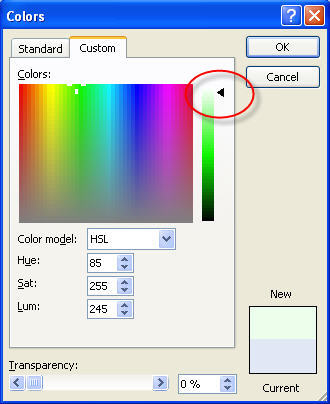 Colors
Standard
Custom
OK
Cancel
Colors:
Color model: HSL
Hue: 85
Sat: 255
Lum: 245
New
Transparency:
0 %
Current